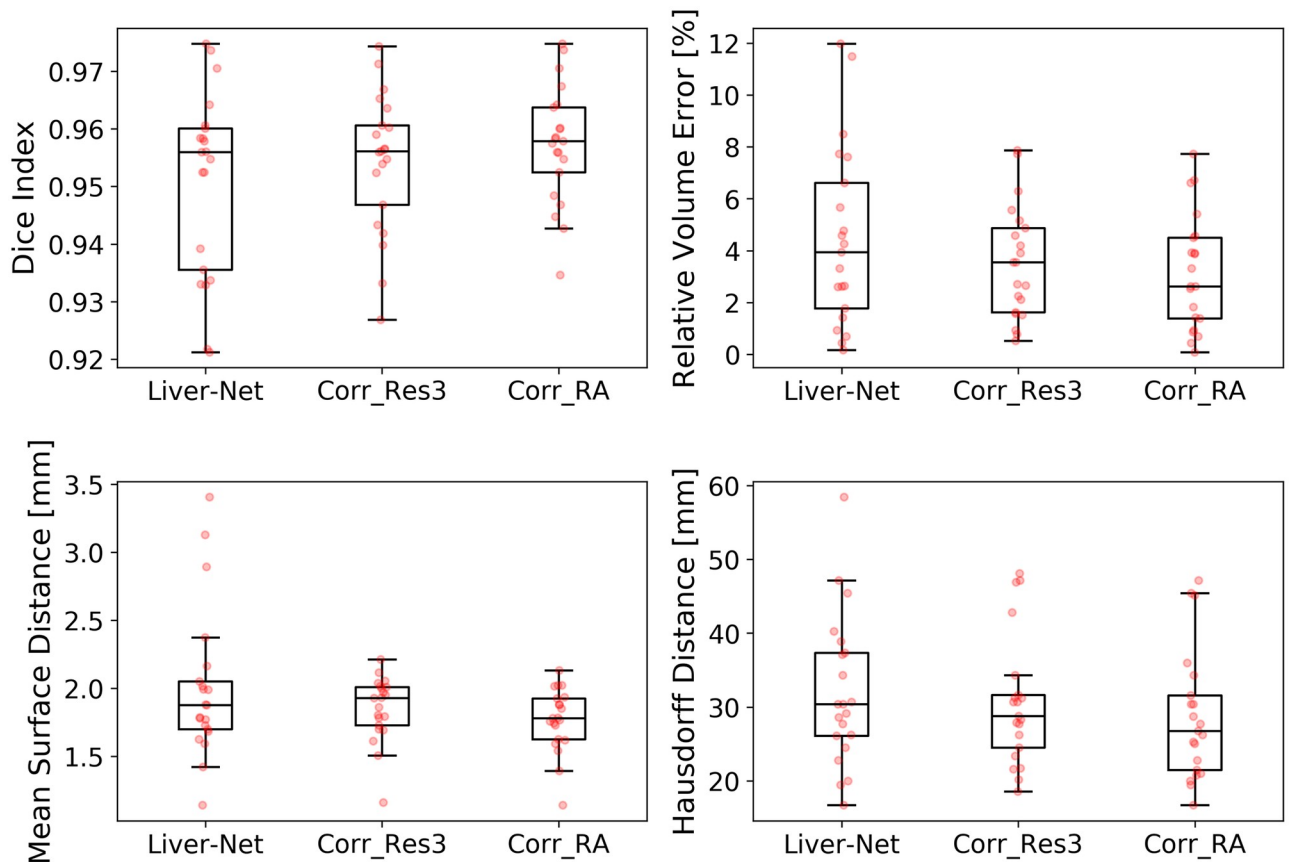 Dice Index
0.97
0.96
0.95
0.94
0.93
0.92
Liver-Net Corr_Res3 Corr_RA
Relative Volume Error [%]
12
10
8
6
4
2
0
Liver-Net Corr_Res3 Corr_RA
Mean Surface Distance [mm]
3.5
3.0
2.5
2.0
1.5
Liver-Net Corr_Res3 Corr_RA
Hausdorff Distance [mm]
60
50
40
30
20
Liver-Net Corr_Res3 Corr_RA